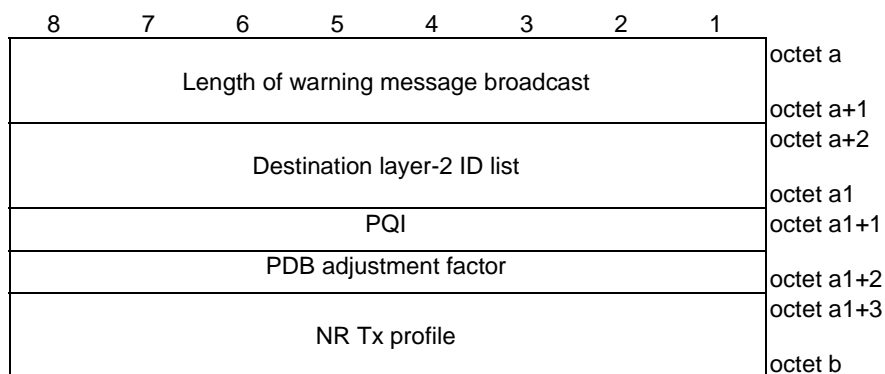 8 7 6 5 4 3 2 1
octet a
Length of warning message broadcast
octet a+1
octet a+2
Destination layer-2 ID list
octet a1
PQI octet a1+1
PDB adjustment factor octet a1+2
octet a1+3
NR Tx profile
octet b